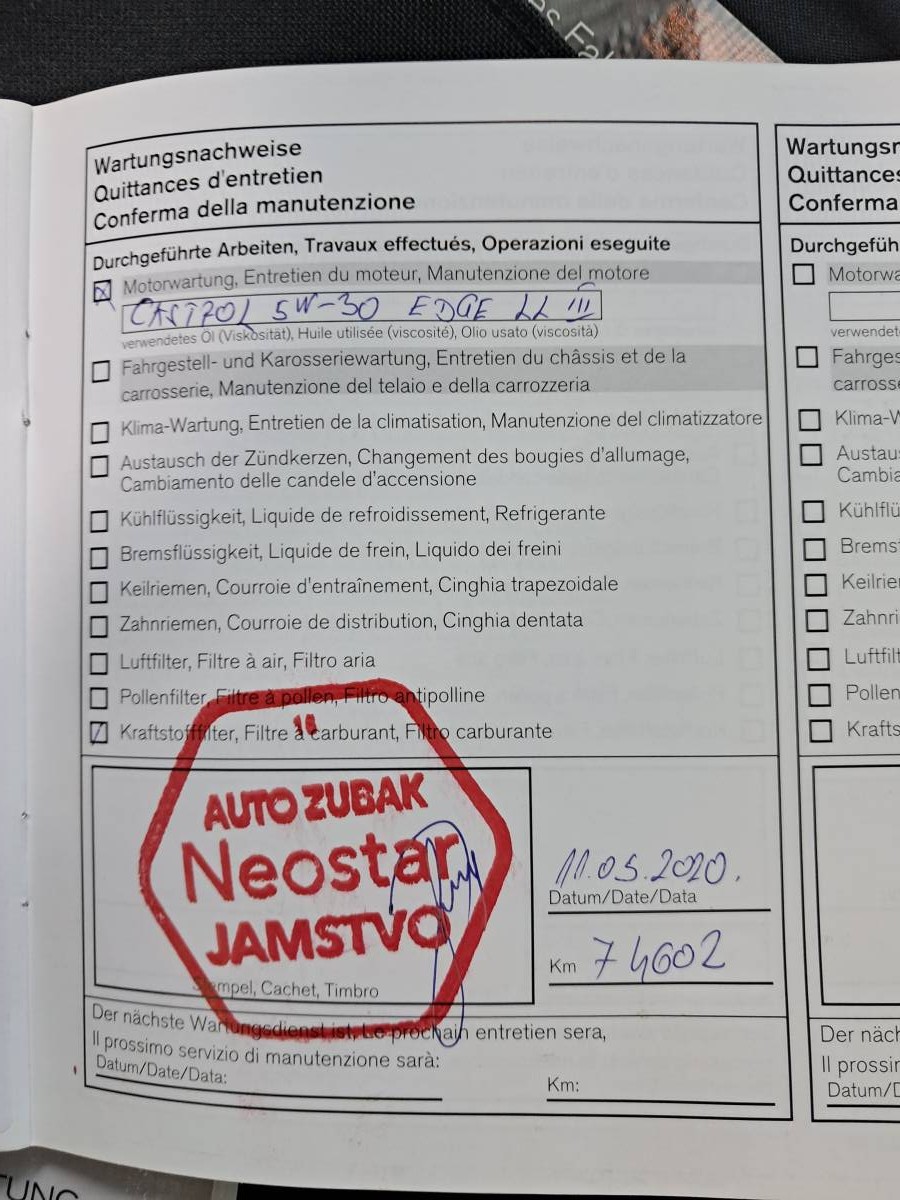 Wartungsnachweise
Quittances d'entretien
Conferma della manutenzione
Durchgeführte Arbeiten, Travaux effectués, Operazioni eseguite
Motorwartung, Entretien du moteur, Manutenzione del motore
CASTROL 5W-30 EDGE LL III
verwendetes Öl (Viskosität), Huile utilisée (viscosité), Olio usato (viscosità)
Fahrgestell- und Karosseriewartung, Entretien du châssis et de la
carrosserie, Manutenzione del telaio e della carrozzeria
Klima-Wartung, Entretien de la climatisation, Manutenzione del climatizzatore
Austausch der Zündkerzen, Changement des bougies d'allumage,
Cambiamento delle candele d'accensione
Kühlflüssigkeit, Liquide de refroidissement, Refrigerante
Bremsflüssigkeit, Liquide de frein, Liquido dei freini
Keilriemen, Courroie d'entraînement, Cinghia trapezoidale
Zahnriemen, Courroie de distribution, Cinghia dentata
Luftfilter, Filtre à air, Filtro aria
Pollenfilter, Filtre à pollen, Filtro antipolline
Kraftstofffilter, Filtre à carburant, Filtro carburante
16
AUTO ZUBAK
Neostar
JAMSTVO
Stempel, Cachet, Timbro
11.05.2020.
Datum/Date/Data
Km 74602
Der nächste Wartungsdienst ist, Le prochain entretien sera,
Il prossimo servizio di manutenzione sarà:
Datum/Date/Data:
Km:
Wartungsn
Quittances
Conferma
Durchgefüh
Motorwa
verwendet
Fahrges
carross
Klima-W
Austaus
Cambia
Kühlflü
Brems
Keilrie
Zahnri
Luftfilt
Pollen
Krafts
Der näch
Il prossin
Datum/D
TUNG